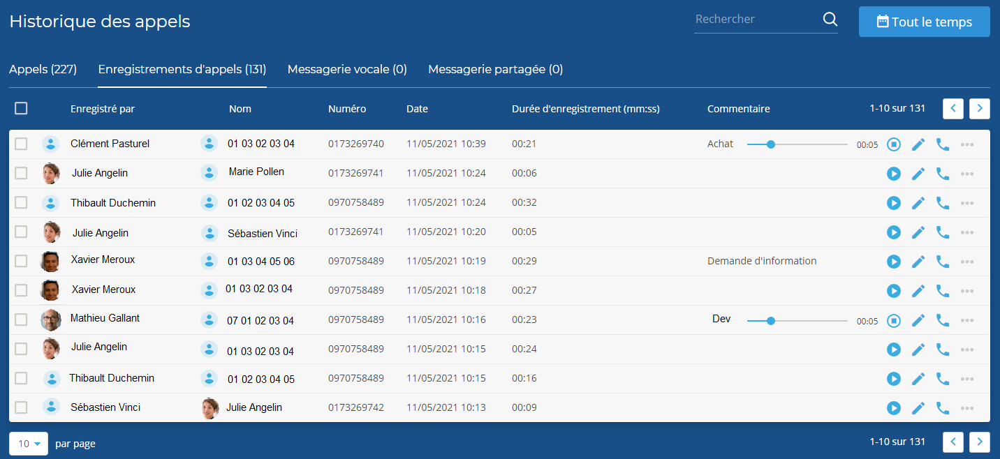 Historique des appels
Rechercher
Tout le temps
Appels (227) Enregistrements d'appels (131) Messagerie vocale (0) Messagerie partagée (0)
Enregistré par Nom Numéro Date Durée d'enregistrement (mm:ss) Commentaire 1-10 sur 131
Clément Pasturel 01 03 02 03 04 0173269740 11/05/2021 10:39 00:21 Achat 00:05
Julie Angelin Marie Pollen 0173269741 11/05/2021 10:24 00:06
Thibault Duchemin 01 02 03 04 05 0970758489 11/05/2021 10:24 00:32
Julie Angelin Sébastien Vinci 0173269741 11/05/2021 10:20 00:05
Xavier Meroux 01 03 04 05 06 0970758489 11/05/2021 10:19 00:29 Demande d'information
Xavier Meroux 01 03 02 03 04 0970758489 11/05/2021 10:18 00:27
Mathieu Gallant 07 01 02 03 04 0970758489 11/05/2021 10:16 00:23 Dev 00:05
Julie Angelin 01 03 02 03 04 0970758489 11/05/2021 10:15 00:24
Thibault Duchemin 01 02 03 04 05 0970758489 11/05/2021 10:15 00:16
Sébastien Vinci Julie Angelin 0173269742 11/05/2021 10:13 00:09
10 par page 1-10 sur 131